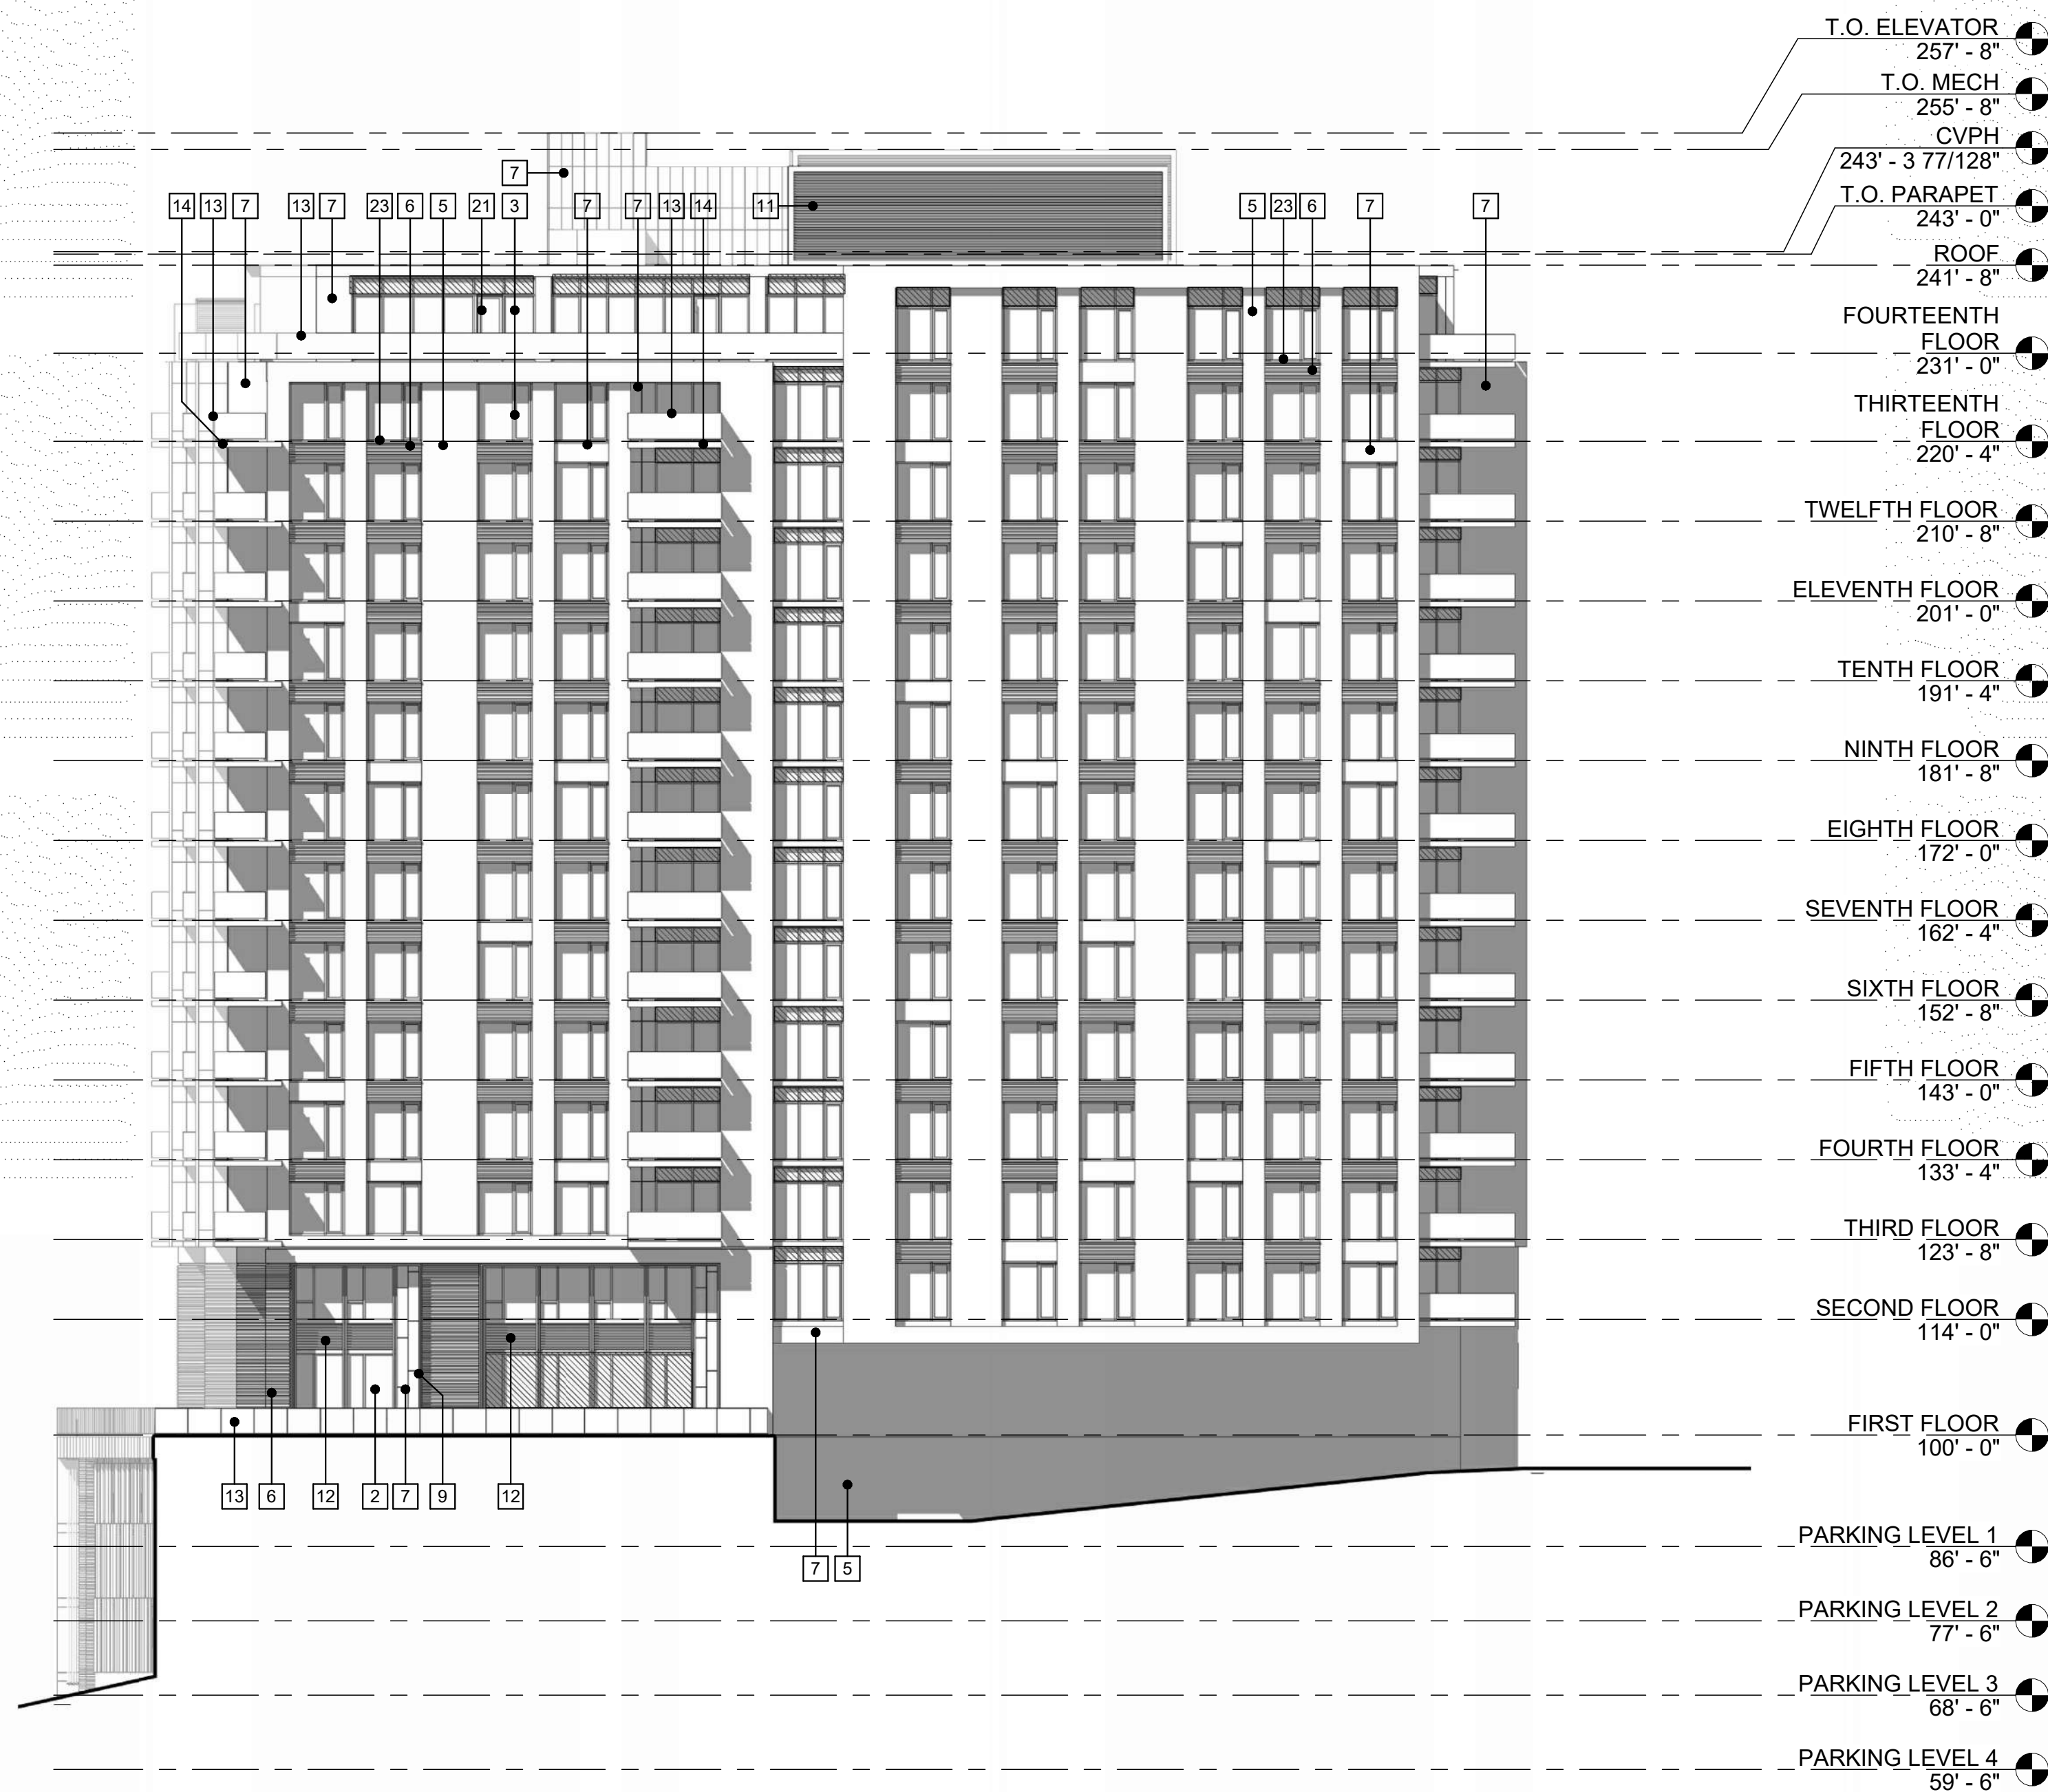 T.O. ELEVATOR
257' - 8"
T.O. MECH
255' - 8"
CVPH
243' - 3 77/128"
7
14 13 7 13 7 23 6 5 21 3 7 7 13 14 11 5 23 6 7 7
T.O. PARAPET
243' - 0"
ROOF
241' - 8"
FOURTEENTH
FLOOR
231' - 0"
THIRTEENTH
FLOOR
220' - 4"
TWELFTH FLOOR
210' - 8"
ELEVENTH FLOOR
201' - 0"
TENTH FLOOR
191' - 4"
NINTH FLOOR
181' - 8"
EIGHTH FLOOR
172' - 0"
SEVENTH FLOOR
162' - 4"
SIXTH FLOOR
152' - 8"
FIFTH FLOOR
143' - 0"
FOURTH FLOOR
133' - 4"
THIRD FLOOR
123' - 8"
SECOND FLOOR
114' - 0"
FIRST FLOOR
100' - 0"
13 6 12 2 7 9 12
7 5
PARKING LEVEL 1
86' - 6"
PARKING LEVEL 2
77' - 6"
PARKING LEVEL 3
68' - 6"
PARKING LEVEL 4
59' - 6"